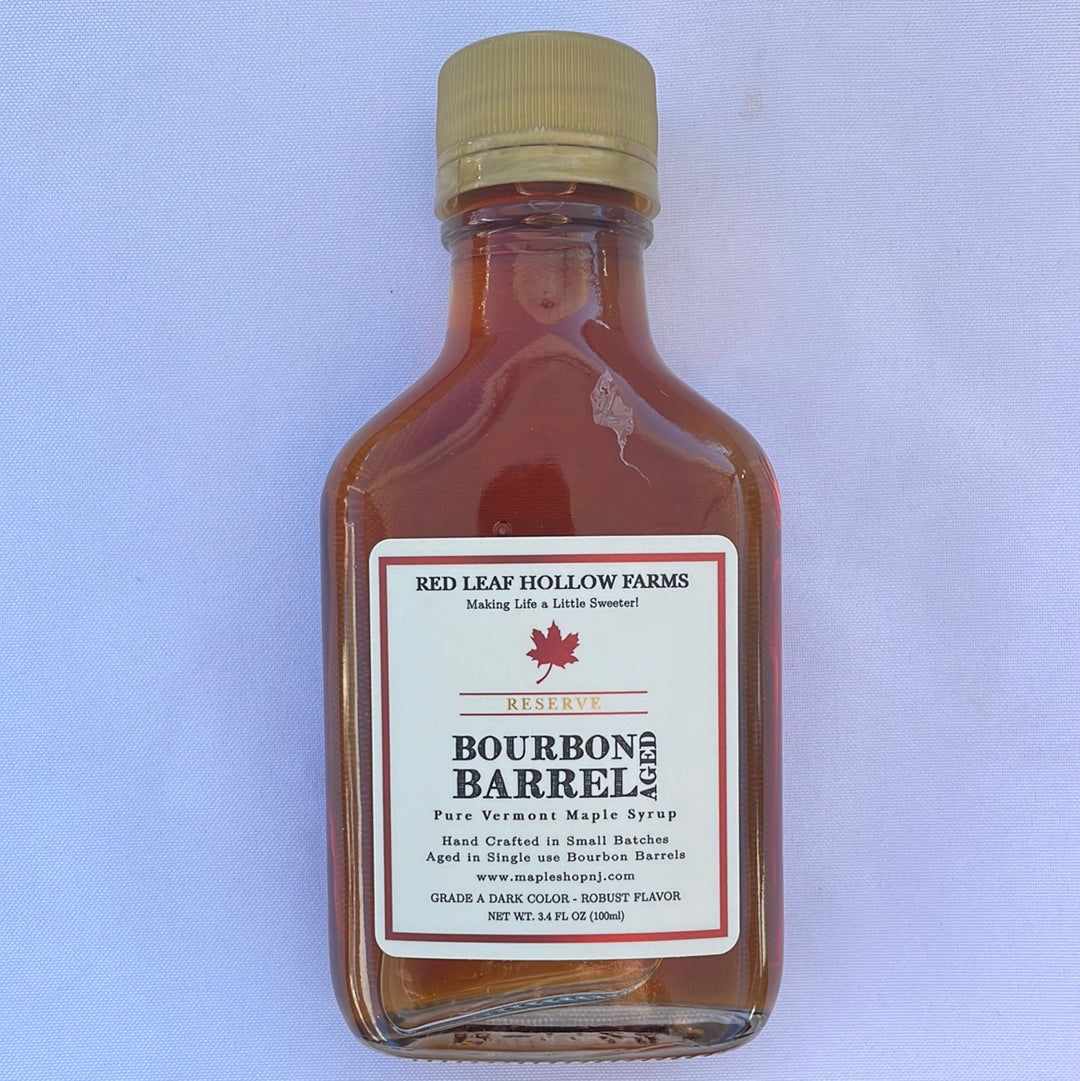 RED LEAF HOLLOW FARMS
Making Life a Little Sweeter!
RESERVE
BOURBON
BARREL AGED
Pure Vermont Maple Syrup
Hand Crafted in Small Batches
Aged in Single use Bourbon Barrels
www.mapleshopnj.com
GRADE A DARK COLOR - ROBUST FLAVOR
NET WT. 3.4 FL OZ (100ml)